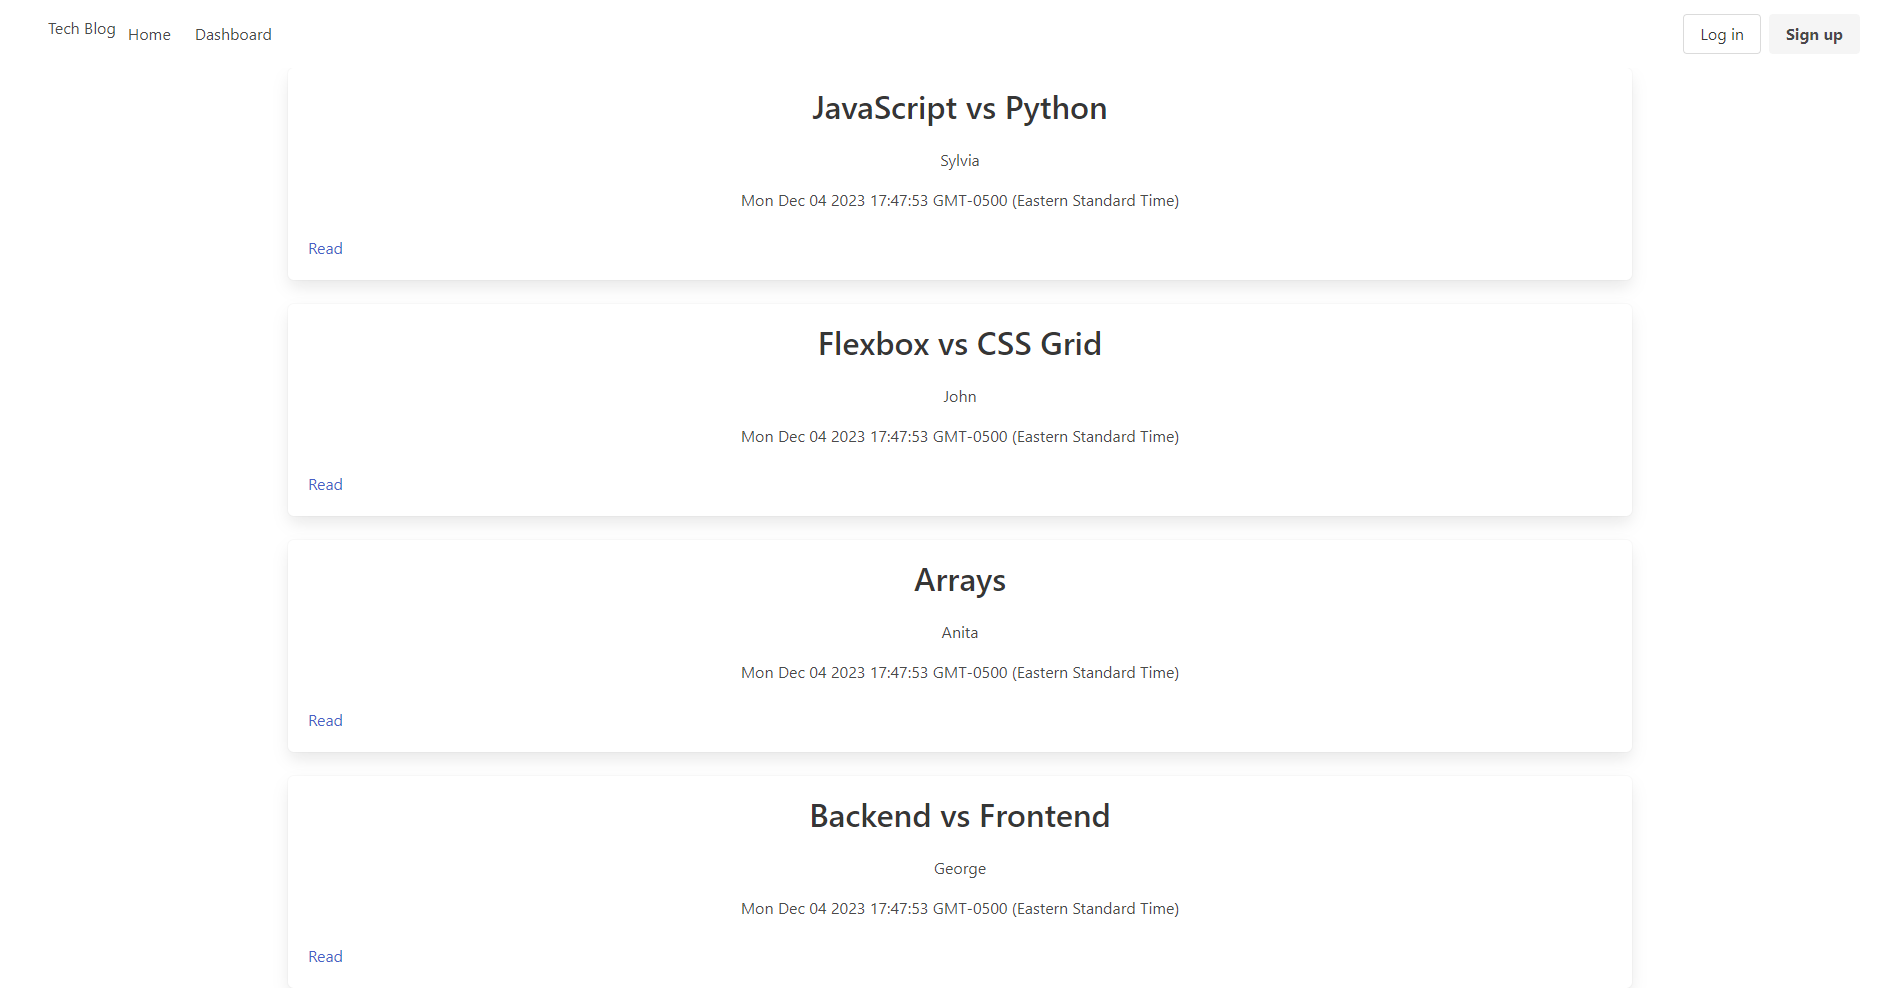 Tech Blog Home Dashboard Log in Sign up
JavaScript vs Python
Sylvia
Mon Dec 04 2023 17:47:53 GMT-0500 (Eastern Standard Time)
Read
Flexbox vs CSS Grid
John
Mon Dec 04 2023 17:47:53 GMT-0500 (Eastern Standard Time)
Read
Arrays
Anita
Mon Dec 04 2023 17:47:53 GMT-0500 (Eastern Standard Time)
Read
Backend vs Frontend
George
Mon Dec 04 2023 17:47:53 GMT-0500 (Eastern Standard Time)
Read